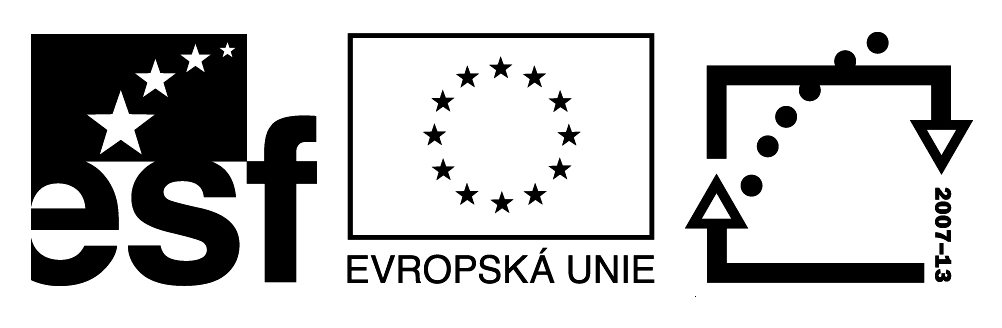 esf
EVROPSKÁ UNIE
2007-13